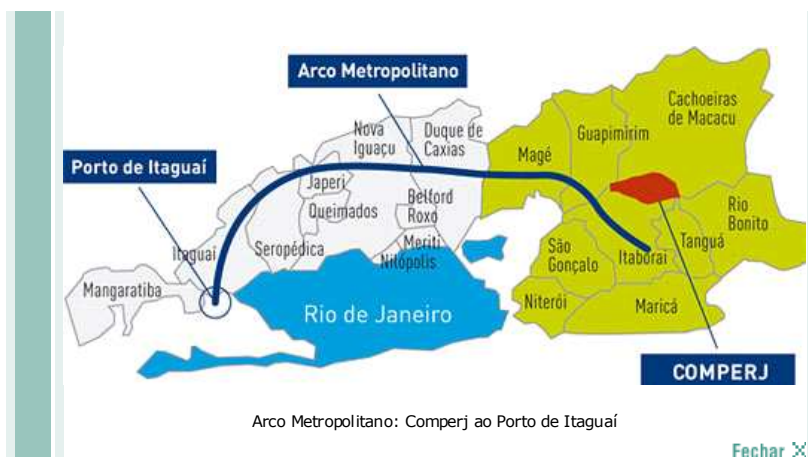 Arco Metropolitano
Cachoeiras
de Macacu
Nova
Iguaçu
Duque de
Caxias
Guapimirim
Magé
Porto de Itaguaí
Japeri
Queimados
Belford
Roxo
Rio
Bonito
Itaguaí
Seropédica
Meriti
Nilópolis
São
Gonçalo
Itaboraí
Tanguá
Mangaratiba
Rio de Janeiro
Niterói
Maricá
COMPERJ
Arco Metropolitano: Comperj ao Porto de Itaguaí
Fechar X